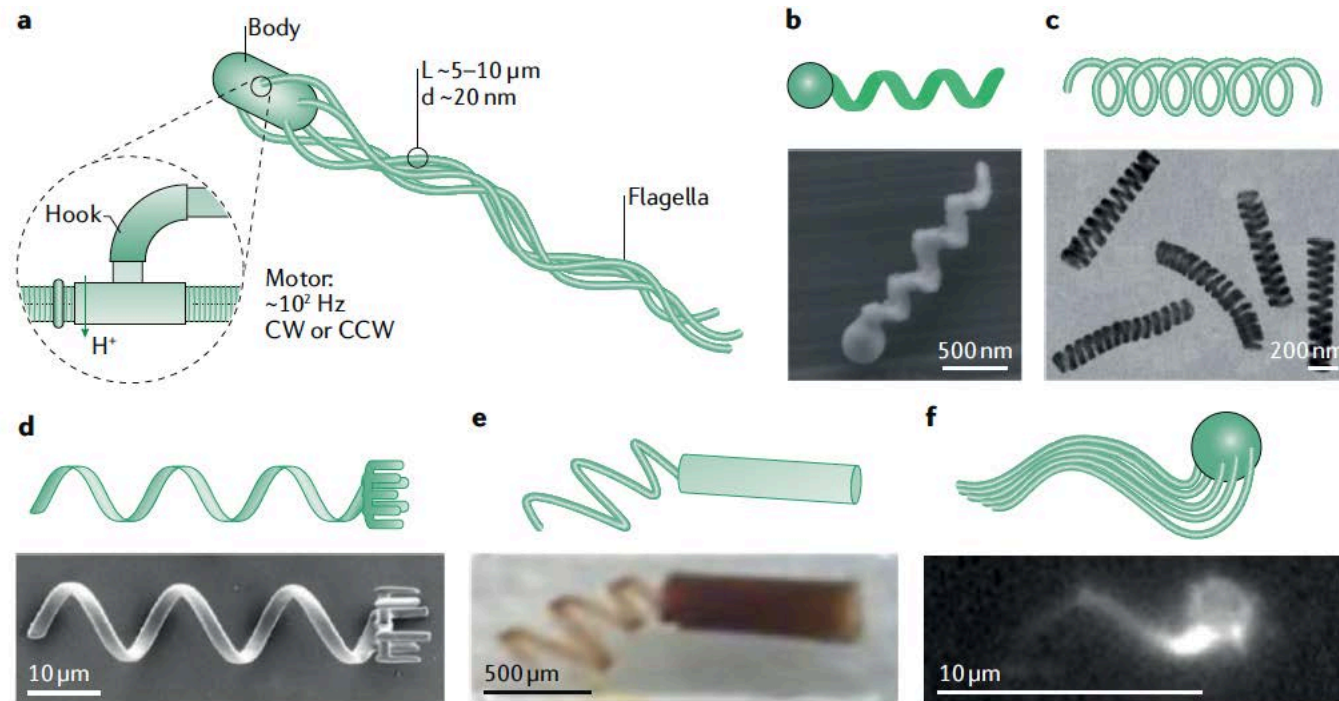 a
Body
L ~5–10 µm
d ~20 nm
Flagella
Hook
Motor:
~10² Hz
CW or CCW
H⁺
b
500 nm
c
200 nm
d
10 µm
e
500 µm
f
10 µm